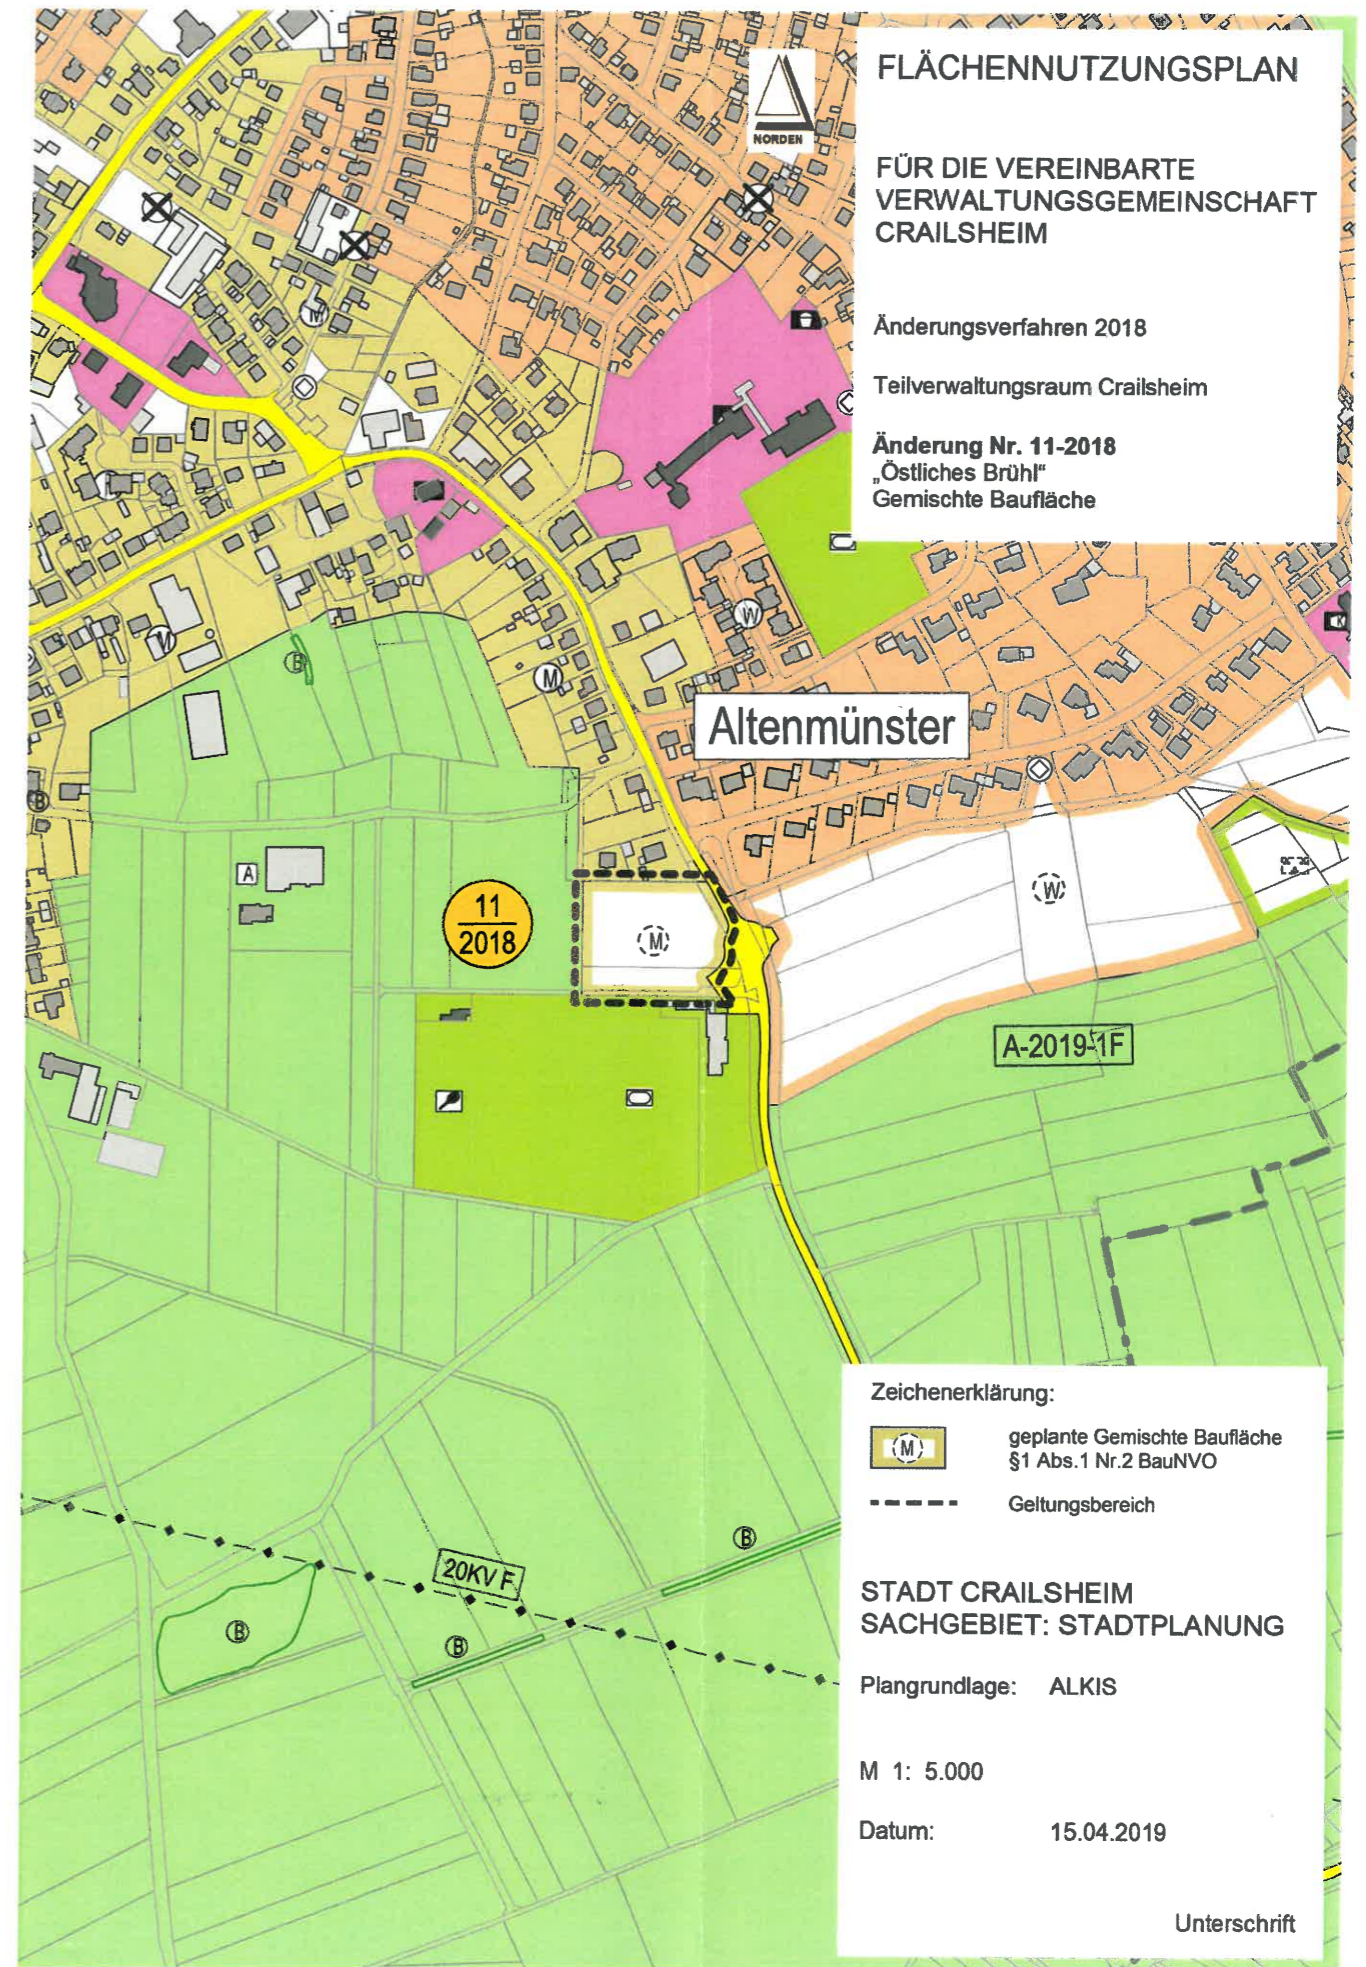 NORDEN
FLÄCHENNUTZUNGSPLAN
FÜR DIE VEREINBARTE
VERWALTUNGSGEMEINSCHAFT
CRAILSHEIM
Änderungsverfahren 2018
Teilverwaltungsraum Crailsheim
Änderung Nr. 11-2018
„Östliches Brühl“
Gemischte Baufläche
M
W
K
M
B
M
Altenmünster
B
A
11
2018
M
W
A-2019-1F
20KV F
B
B
B
Zeichenerklärung:
M
geplante Gemischte Baufläche
§1 Abs.1 Nr.2 BauNVO
Geltungsbereich
STADT CRAILSHEIM
SACHGEBIET: STADTPLANUNG
Plangrundlage: ALKIS
M 1: 5.000
Datum: 15.04.2019
Unterschrift